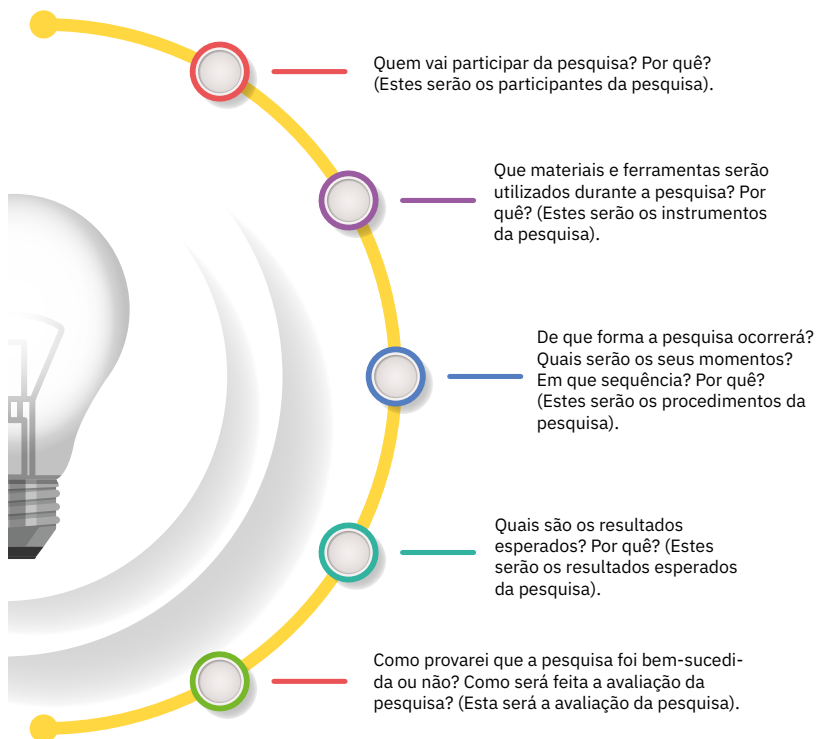 Quem vai participar da pesquisa? Por quê?
(Estes serão os participantes da pesquisa).
Que materiais e ferramentas serão
utilizados durante a pesquisa? Por
quê? (Estes serão os instrumentos
da pesquisa).
De que forma a pesquisa ocorrerá?
Quais serão os seus momentos?
Em que sequência? Por quê?
(Estes serão os procedimentos da
pesquisa).
Quais são os resultados
esperados? Por quê? (Estes
serão os resultados esperados
da pesquisa).
Como provarei que a pesquisa foi bem-sucedi-
da ou não? Como será feita a avaliação da
pesquisa? (Esta será a avaliação da pesquisa).